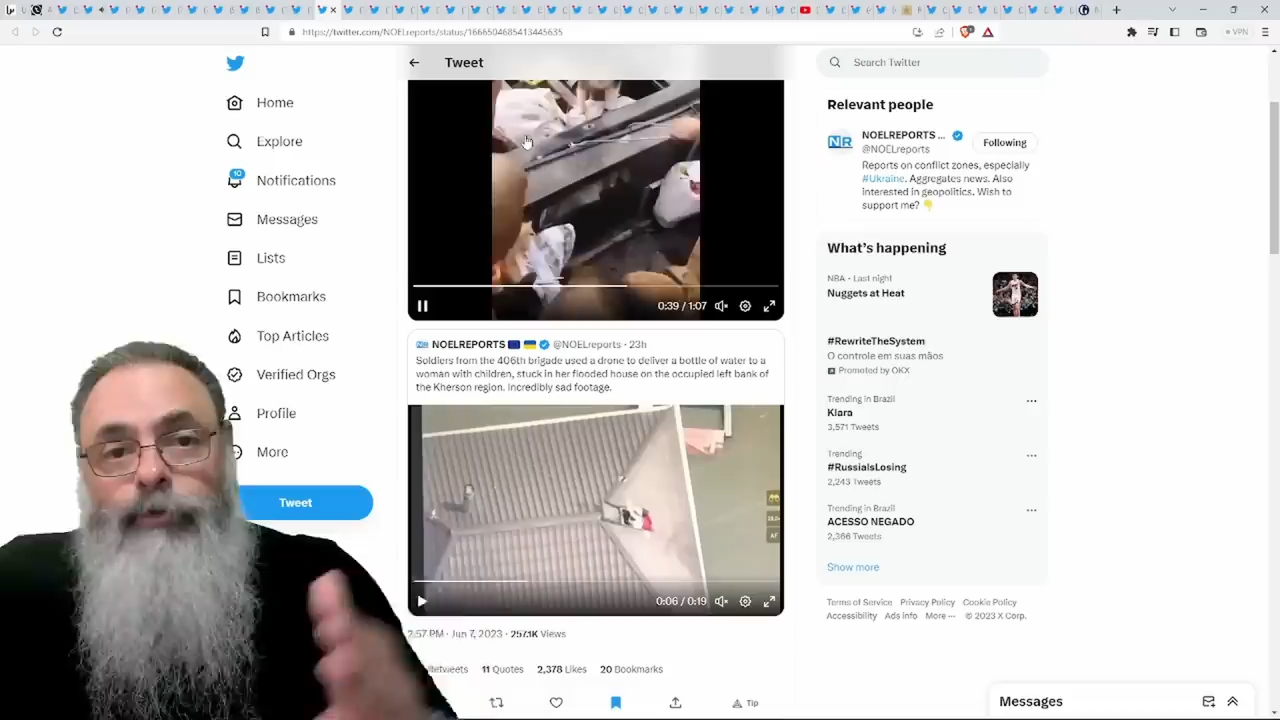 https://twitter.com/NOELreports/status/1666504685413445635
VPN
Home
Explore
10
Notifications
Messages
Lists
Bookmarks
Top Articles
Verified Orgs
Profile
More
Tweet
Tweet
0:39 / 1:07
NOELREPORTS @NOELreports · 23h
Soldiers from the 406th brigade used a drone to deliver a bottle of water to a
woman with children, stuck in her flooded house on the occupied left bank of
the Kherson region. Incredibly sad footage.
AF
0:06 / 0:19
2:57 PM · Jun 7, 2023 · 257.1K Views
11 Quotes 2,378 Likes 20 Bookmarks
Tip
Search Twitter
Relevant people
NR
NOELREPORTS ...
@NOELreports
Following
Reports on conflict zones, especially
#Ukraine. Aggregates news. Also
interested in geopolitics. Wish to
support me?
What's happening
NBA · Last night
Nuggets at Heat
#RewriteTheSystem
O controle em suas mãos
Promoted by OKX
Trending in Brazil
Kiara
3,571 Tweets
Trending
#RussiaIsLosing
2,243 Tweets
Trending in Brazil
ACESSO NEGADO
2,366 Tweets
Show more
Terms of Service Privacy Policy Cookie Policy
Accessibility Ads info More ··· © 2023 X Corp.
Messages